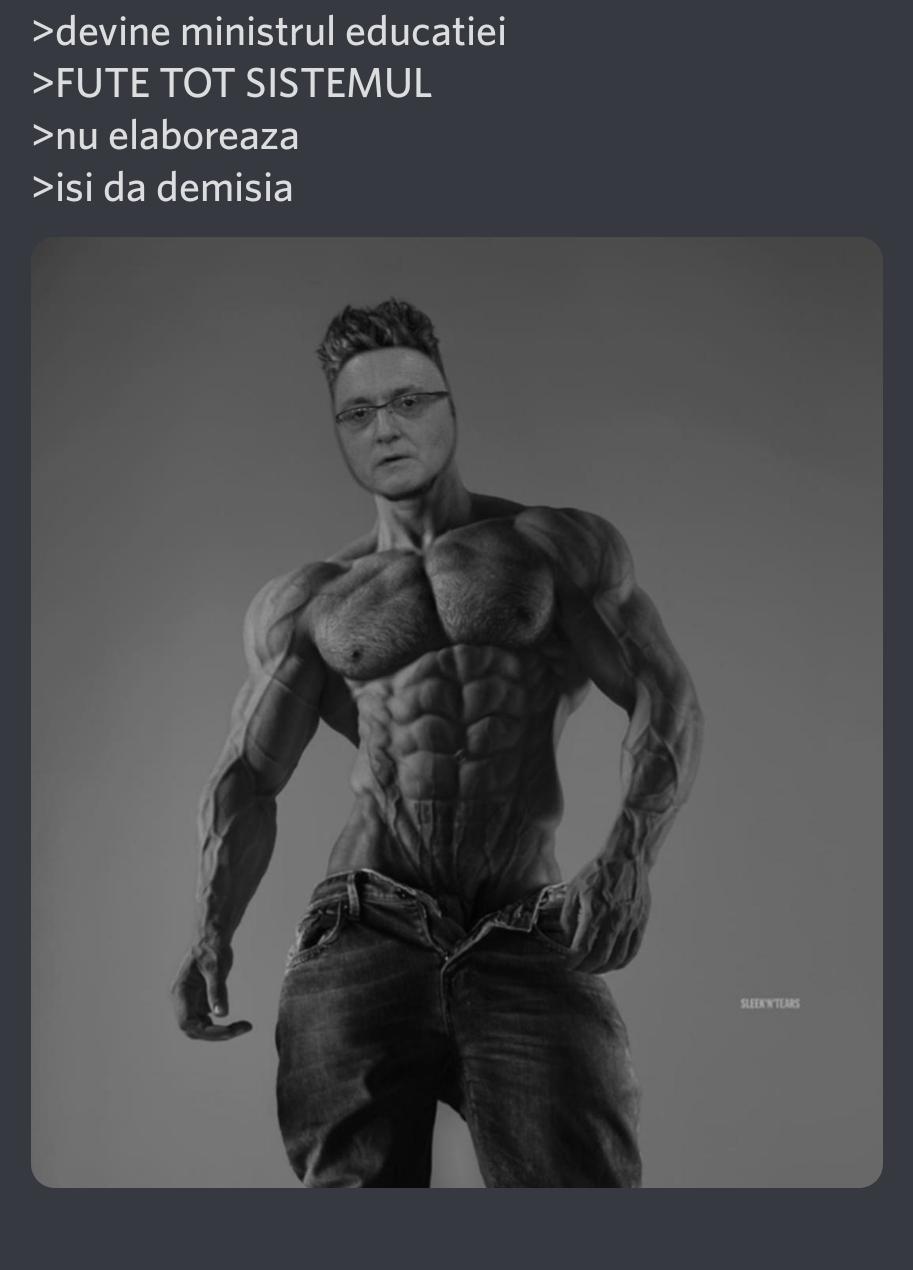 >devine ministrul educatiei
>FUTE TOT SISTEMUL
>nu elaboreaza
>isi da demisia
SLEEK'N'TEARS